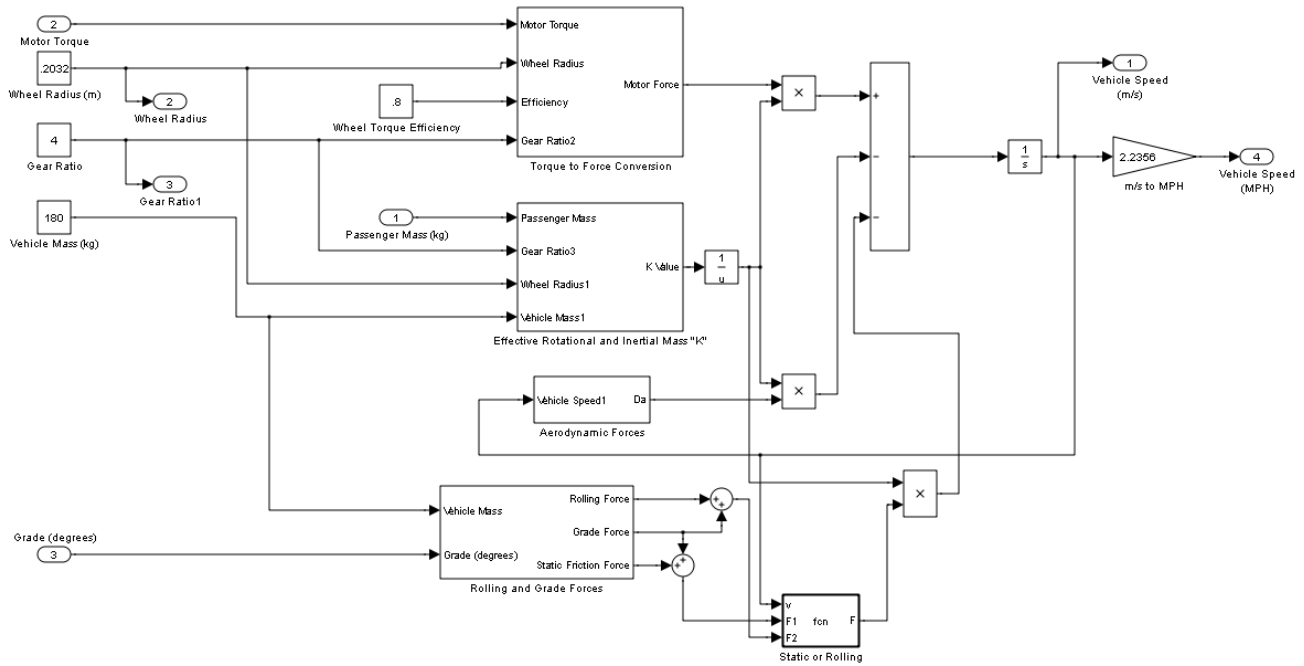 2
Motor Torque
.2032
Wheel Radius (m)
2
Wheel Radius
4
Gear Ratio
3
Gear Ratio1
180
Vehicle Mass (kg)
.8
Wheel Torque Efficiency
Motor Torque
Wheel Radius
Efficiency
Gear Ratio2
Motor Force
Torque to Force Conversion
1
Passenger Mass (kg)
Passenger Mass
Gear Ratio3
Wheel Radius1
Vehicle Mass1
K Value
Effective Rotational and Inertial Mass "K"
1
u
×
+
−
−
1
s
1
Vehicle Speed
(m/s)
2.2356
m/s to MPH
4
Vehicle Speed
(MPH)
Vehicle Speed1
Da
Aerodynamic Forces
×
×
Grade (degrees)
3
Vehicle Mass
Grade (degrees)
Rolling Force
Grade Force
Static Friction Force
Rolling and Grade Forces
+
+
+
+
v
F1
F2
fcn
F
Static or Rolling